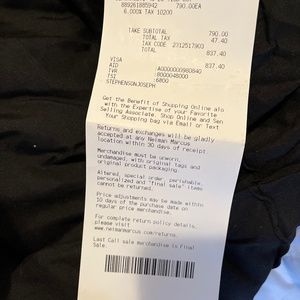 889261885942 790.00EA
6.000% TAX 10200
TAKE SUBTOTAL 790.00
TOTAL TAX 47.40
TAX CODE 2312517903
837.40
VISA 837.40
AID A0000000980840
TVR :8000048000
TSI :6800
STEPHENSON/JOSEPH
Get the Benefit of Shopping Online alo
with the Expertise of your Favorite
Selling Associate. Shop Online and Sen
Your Shopping bag via Email or Text
Returns and exchanges will be gladly
accepted at any Neiman Marcus
location within 30 days of receipt
Merchandise must be unworn,
undamaged, with original tags and
original product packaging.
Altered, special order, perishable,
personalized and "final sale" items
cannot be returned.
Price adjustments may be made within
10 days of the purchase date on
regular price merchandise.
For complete return policy details,
please visit
www.neimanmarcus.com/returns.
Last Call sale merchandise is Final
Sale.